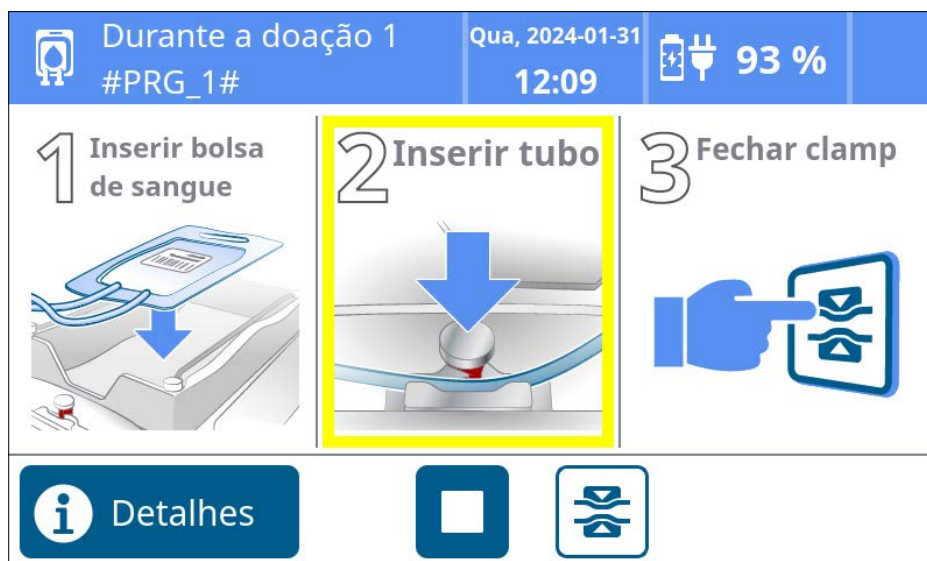 Durante a doação 1
#PRG_1#
Qua, 2024-01-31
12:09
93 %
1 Inserir bolsa
de sangue
2 Inserir tubo
3 Fechar clamp
Detalhes